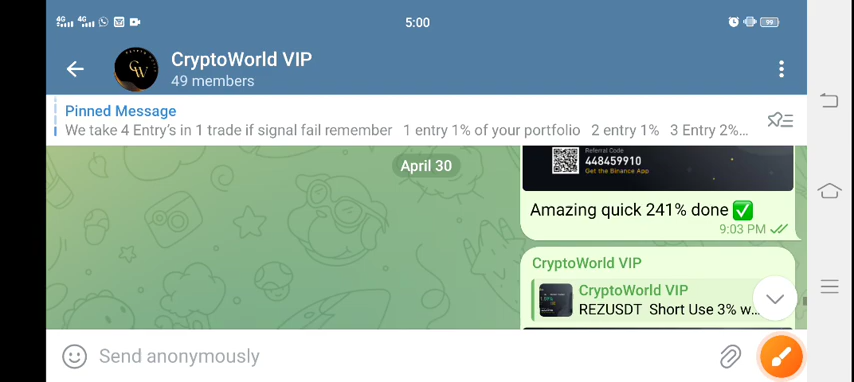 4G 4G 5:00 99
CryptoWorld VIP
49 members
Pinned Message
We take 4 Entry's in 1 trade if signal fail remember 1 entry 1% of your portfolio 2 entry 1% 3 Entry 2%...
April 30
Referral Code
448459910
Get the Binance App
Amazing quick 241% done ✅
9:03 PM
CryptoWorld VIP
CryptoWorld VIP
REZUSDT Short Use 3% w...
Send anonymously